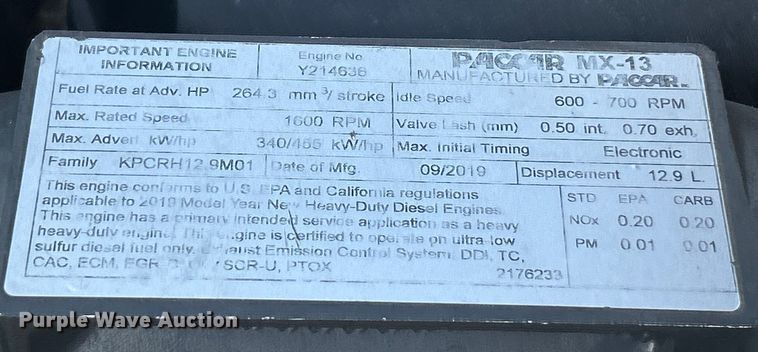 IMPORTANT ENGINE INFORMATION
Engine No Y214636
PACCAR MX-13
MANUFACTURED BY PACCAR INC
Fuel Rate at Adv. HP 264.3 mm³/ stroke Idle Speed 600 - 700 RPM
Max. Rated Speed 1600 RPM Valve Lash (mm) 0.50 int. 0.70 exh.
Max. Advert kW/hp 340/455 kW/hp Max. Initial Timing Electronic
Family KPCRH12.9M01 Date of Mfg. 09/2019 Displacement 12.9 L.
This engine conforms to U.S. EPA and California regulations
applicable to 2019 Model Year New Heavy-Duty Diesel Engines.
This engine has a primary intended service application as a heavy
heavy-duty engine. This engine is certified to operate on ultra-low
sulfur diesel fuel only. Exhaust Emission Control System: DDI, TC,
CAC, ECM, EGR SCR-U, PTOX 2176233
STD EPA CARB
NOx 0.20 0.20
PM 0.01 0.01
Purple Wave Auction